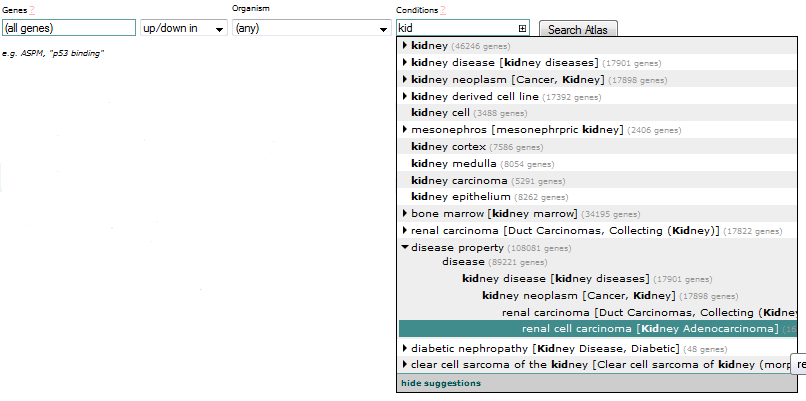 Genes ? Organism Conditions ?
(all genes) up/down in (any) kid Search Atlas
e.g. ASPM, "p53 binding"
kidney (46246 genes)
kidney disease [kidney diseases] (17901 genes)
kidney neoplasm [Cancer, Kidney] (17898 genes)
kidney derived cell line (17392 genes)
kidney cell (3488 genes)
mesonephros [mesonephrpric kidney] (2406 genes)
kidney cortex (7586 genes)
kidney medulla (8054 genes)
kidney carcinoma (5291 genes)
kidney epithelium (8262 genes)
bone marrow [kidney marrow] (34195 genes)
renal carcinoma [Duct Carcinomas, Collecting (Kidney)] (17822 genes)
disease property (108081 genes)
disease (89221 genes)
kidney disease [kidney diseases] (17901 genes)
kidney neoplasm [Cancer, Kidney] (17898 genes)
renal carcinoma [Duct Carcinomas, Collecting (Kidne
renal cell carcinoma [Kidney Adenocarcinoma] (16
diabetic nephropathy [Kidney Disease, Diabetic] (48 genes)
clear cell sarcoma of the kidney [Clear cell sarcoma of kidney (morp
re
hide suggestions